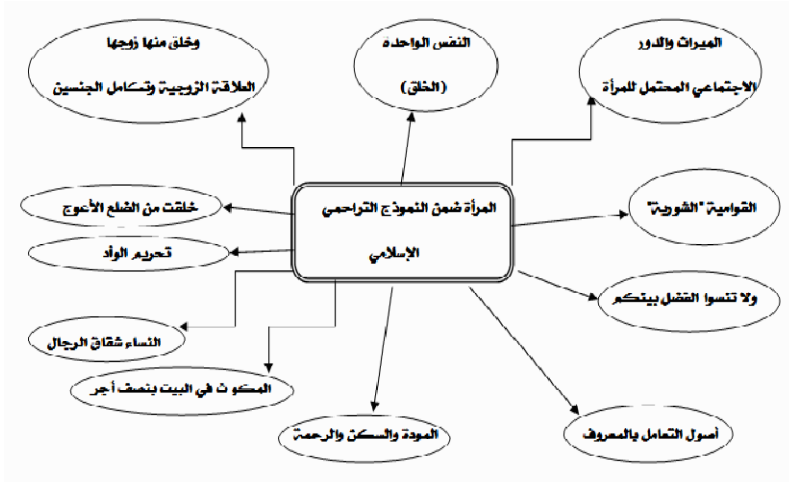 الميراث والدور
الاجتماعي المحتمل للمرأة
النفس الواحدة
(الخلق)
وخلق منها زوجها
العلاقة الزوجية وتكامل الجنسين
المرأة ضمن النموذج التراحمي
الإسلامي
القوامية "الشورية"
خلقت من الضلع الأعوج
تحريم الوأد
ولا تنسوا الفضل بينكم
النساء شقاق الرجال
المكو ث في البيت بنصف أجر
أصول التعامل بالمعروف
المودة والسكن والرحمة